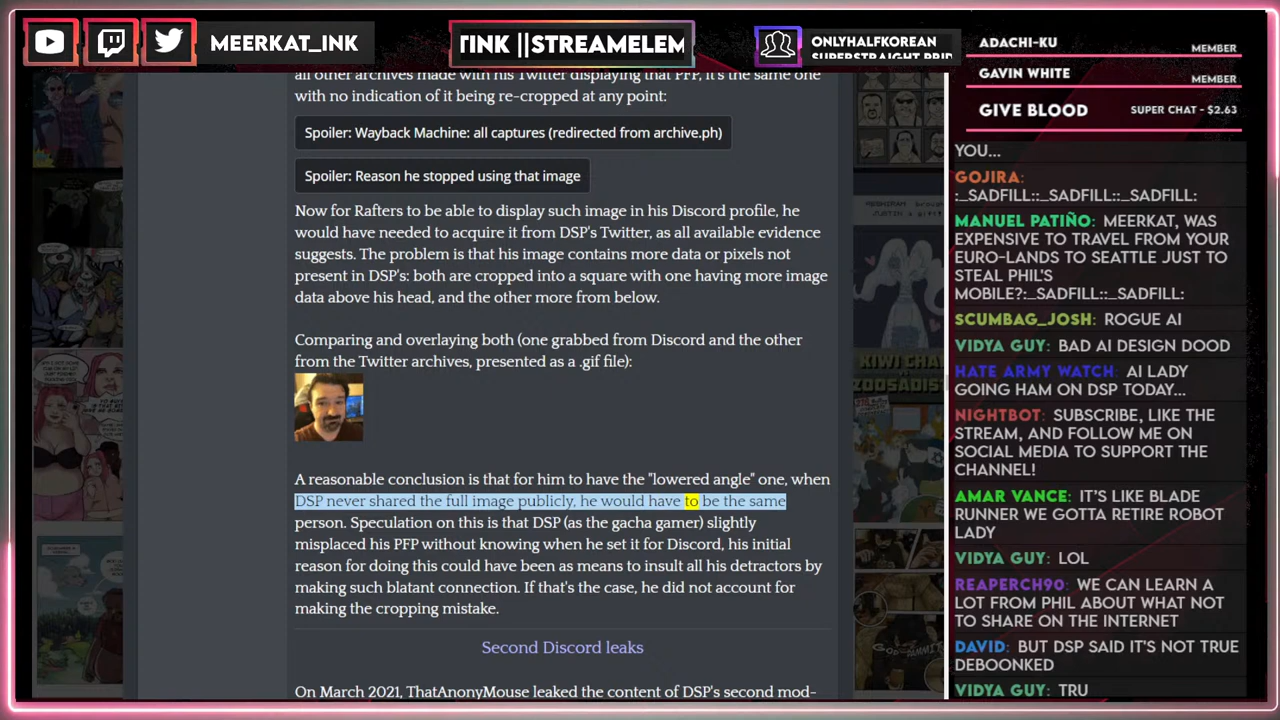 MEERKAT_INK
TINK ||STREAMELEM
ONLYHALFKOREAN
SUPERSTRAIGHT PRID
ADACHI-KU
MEMBER
GAVIN WHITE
MEMBER
GIVE BLOOD
SUPER CHAT - $2.63
all other archives made with his Twitter displaying that PFP, it's the same one
with no indication of it being re-cropped at any point:
Spoiler: Wayback Machine: all captures (redirected from archive.ph)
Spoiler: Reason he stopped using that image
Now for Rafters to be able to display such image in his Discord profile, he
would have needed to acquire it from DSP's Twitter, as all available evidence
suggests. The problem is that his image contains more data or pixels not
present in DSP's: both are cropped into a square with one having more image
data above his head, and the other more from below.
Comparing and overlaying both (one grabbed from Discord and the other
from the Twitter archives, presented as a .gif file):
A reasonable conclusion is that for him to have the "lowered angle" one, when
DSP never shared the full image publicly, he would have to be the same
person. Speculation on this is that DSP (as the gacha gamer) slightly
misplaced his PFP without knowing when he set it for Discord, his initial
reason for doing this could have been as means to insult all his detractors by
making such blatant connection. If that's the case, he did not account for
making the cropping mistake.
Second Discord leaks
On March 2021, ThatAnonyMouse leaked the content of DSP's second mod-
KIWI CHA
ZOOSADIS
YOU...
GOJIRA:
:_SADFILL::_SADFILL::_SADFILL:
MANUEL PATIÑO: MEERKAT, WAS
EXPENSIVE TO TRAVEL FROM YOUR
EURO-LANDS TO SEATTLE JUST TO
STEAL PHIL'S
MOBILE?:_SADFILL::_SADFILL:
SCUMBAG_JOSH: ROGUE AI
VIDYA GUY: BAD AI DESIGN DOOD
HATE ARMY WATCH: AI LADY
GOING HAM ON DSP TODAY...
NIGHTBOT: SUBSCRIBE, LIKE THE
STREAM, AND FOLLOW ME ON
SOCIAL MEDIA TO SUPPORT THE
CHANNEL!
AMAR VANCE: IT'S LIKE BLADE
RUNNER WE GOTTA RETIRE ROBOT
LADY
VIDYA GUY: LOL
REAPERCH90: WE CAN LEARN A
LOT FROM PHIL ABOUT WHAT NOT
TO SHARE ON THE INTERNET
DAVID: BUT DSP SAID IT'S NOT TRUE
DEBOONKED
VIDYA GUY: TRU